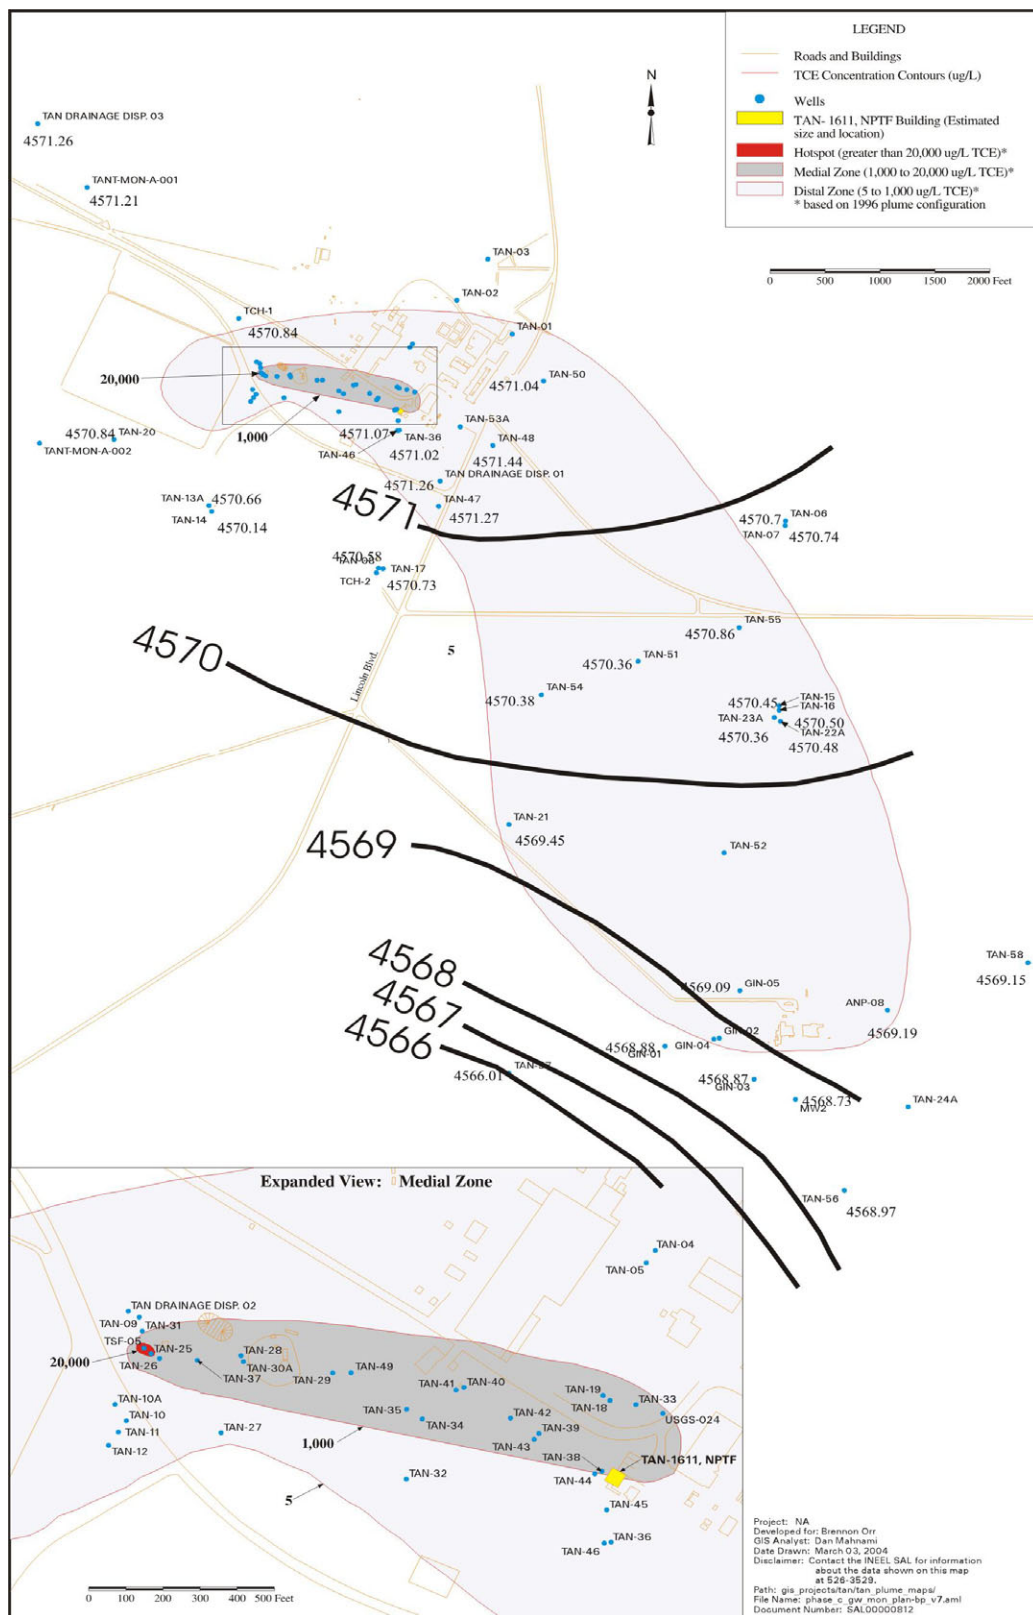 LEGEND
Roads and Buildings
TCE Concentration Contours (ug/L)
Wells
TAN- 1611, NPTF Building (Estimated
size and location)
Hotspot (greater than 20,000 ug/L TCE)*
Medial Zone (1,000 to 20,000 ug/L TCE)*
Distal Zone (5 to 1,000 ug/L TCE)*
* based on 1996 plume configuration
N
0 500 1000 1500 2000 Feet
TAN DRAINAGE DISP. 03
4571.26
TANT-MON-A-001
4571.21
TAN-03
TAN-02
TCH-1
4570.84
TAN-01
20,000
TAN-50
4571.04
1,000
4571.07
TAN-53A
TAN-36
TAN-46
4571.02
TAN-48
4571.44
4570.84
TAN-20
TANT-MON-A-002
TAN DRAINAGE DISP. 01
4571.26
TAN-47
4571.27
TAN-13A
4570.66
TAN-14
4570.14
4571
4570.7
TAN-06
TAN-07
4570.74
4570.58
TAN-17
TCH-2
4570.73
4570
5
Lincoln Blvd.
TAN-55
4570.86
TAN-51
4570.36
TAN-54
4570.38
TAN-15
4570.45
TAN-16
TAN-23A
4570.50
TAN-22A
4570.36
4570.48
TAN-21
4569.45
4569
TAN-52
4568
4567
4566
TAN-58
4569.15
GIN-05
4569.09
ANP-08
4569.19
GIN-02
GIN-04
4568.88
GIN-01
4566.01
4568.87
GIN-03
4568.73
MW2
TAN-24A
TAN-56
4568.97
Expanded View: Medial Zone
TAN-04
TAN-05
TAN DRAINAGE DISP. 02
TAN-09
TAN-31
TSF-05
TAN-25
20,000
TAN-26
TAN-28
TAN-30A
TAN-37
TAN-29
TAN-49
TAN-41
TAN-40
TAN-19
TAN-18
TAN-33
USGS-024
TAN-10A
TAN-10
TAN-11
TAN-12
TAN-27
TAN-35
TAN-34
1,000
TAN-42
TAN-39
TAN-43
TAN-38
TAN-1611, NPTF
TAN-44
TAN-32
5
TAN-45
TAN-36
TAN-46
0 100 200 300 400 500 Feet
Project: NA
Developed for: Brennon Orr
GIS Analyst: Dan Mahnami
Date Drawn: March 03, 2004
Disclaimer: Contact the INEEL SAL for information
about the data shown on this map
at 526-3529.
Path: gis_projects/tan/tan_plume_maps/
File Name: phase_c_gw_mon_plan-bp_v7.aml
Document Number: SAL00000812